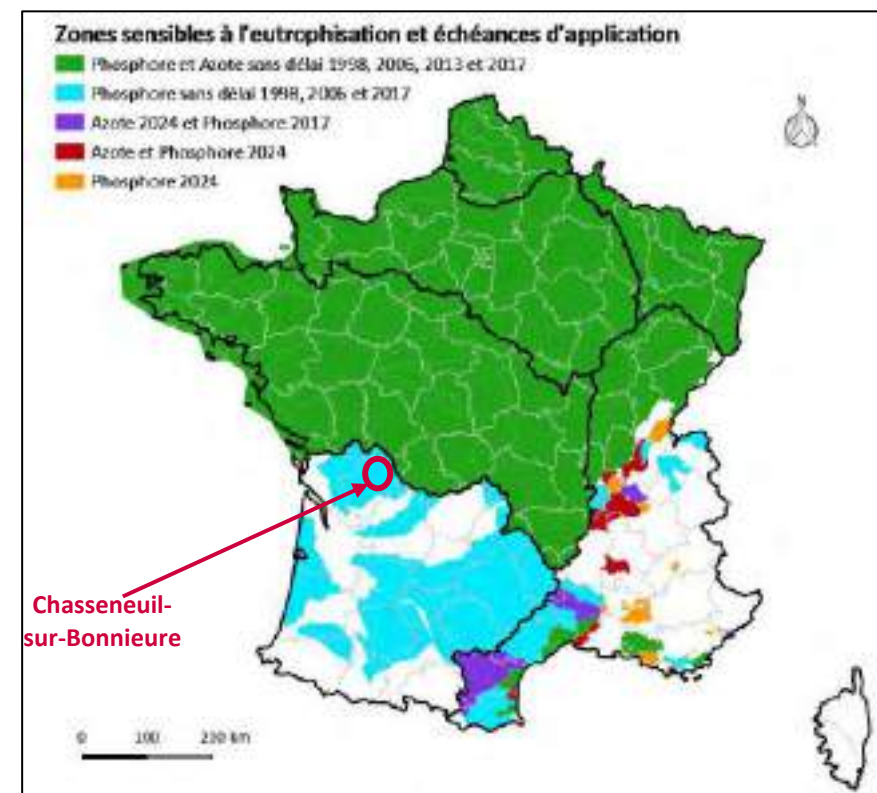 Zones sensibles à l'eutrophisation et échéances d'application
Phosphore et Azote sans délai 1998, 2006, 2013 et 2017
Phosphore sans délai 1998, 2006 et 2017
Azote 2024 et Phosphore 2017
Azote et Phosphore 2024
Phosphore 2024
N
Chasseneuil-
sur-Bonnieure
0 100 200 km